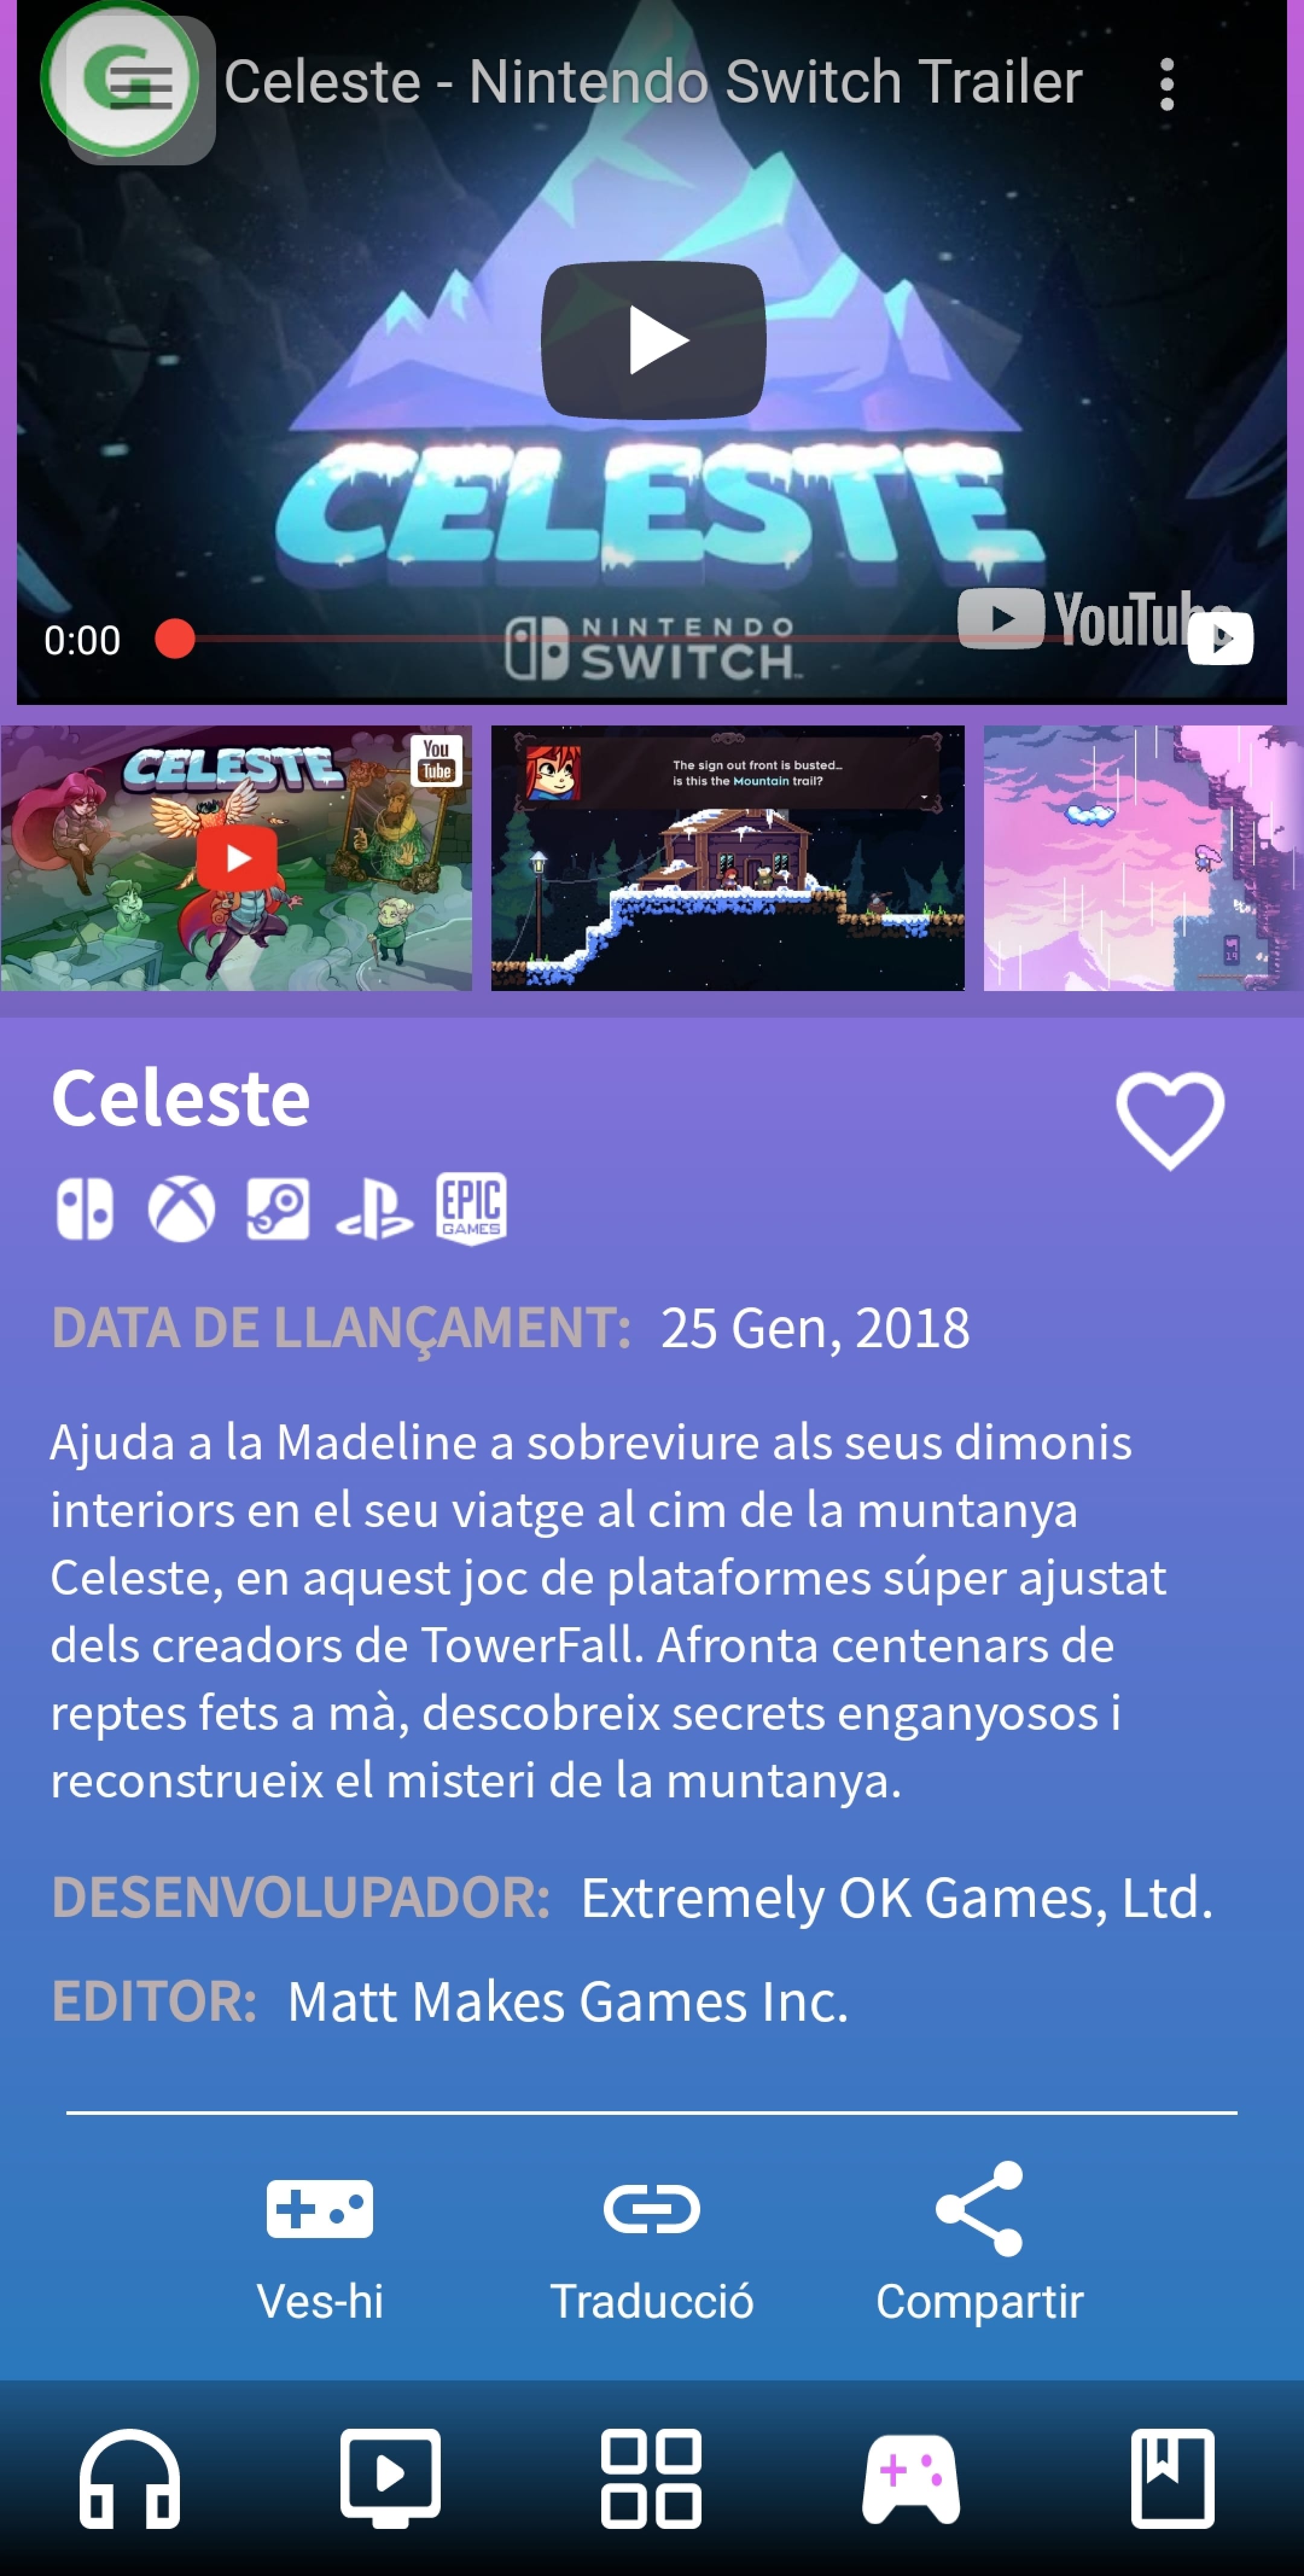 Celeste - Nintendo Switch Trailer
CELESTE
0:00
NINTENDO
SWITCH
YouTube
CELESTE
You
Tube
The sign out front is busted...
is this the Mountain trail?
19
Celeste
EPIC
GAMES
DATA DE LLANÇAMENT: 25 Gen, 2018
Ajuda a la Madeline a sobreviure als seus dimonis
interiors en el seu viatge al cim de la muntanya
Celeste, en aquest joc de plataformes súper ajustat
dels creadors de TowerFall. Afronta centenars de
reptes fets a mà, descobreix secrets enganyosos i
reconstrueix el misteri de la muntanya.
DESENVOLUPADOR: Extremely OK Games, Ltd.
EDITOR: Matt Makes Games Inc.
Ves-hi
Traducció
Compartir